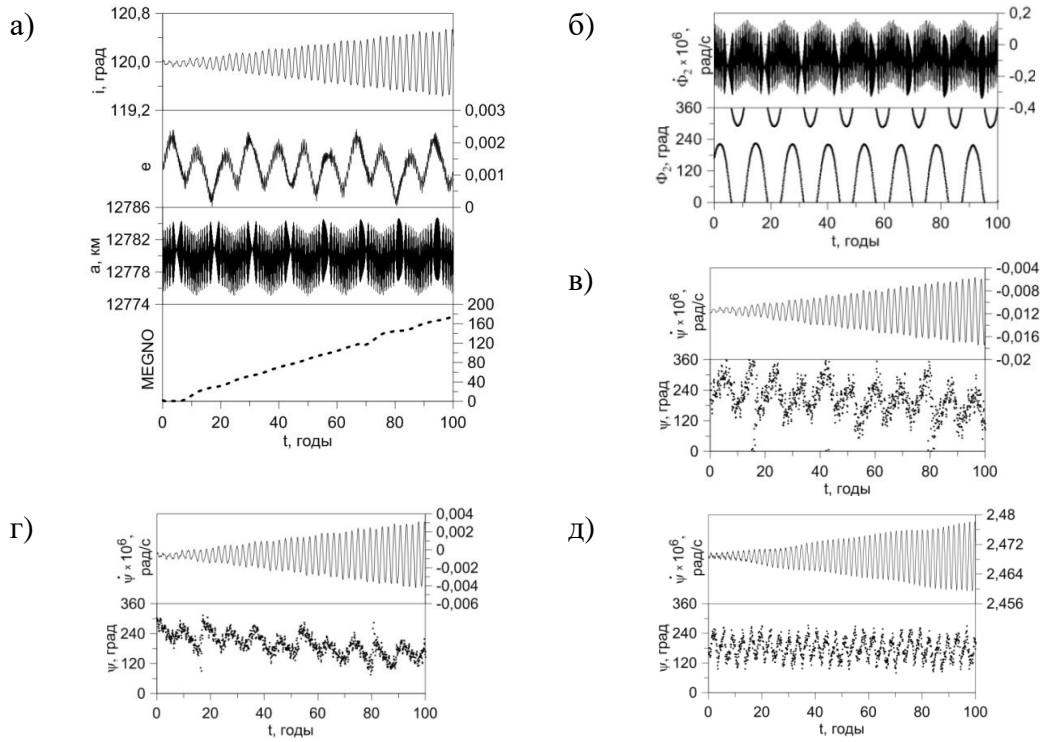 а)
120,8
120,0
119,2
i, град
0,003
0,002
0,001
0
e
12786
12782
12778
12774
a, км
200
160
120
80
40
0
MEGNO
0 20 40 60 80 100
t, годы
б)
0,2
0
-0,2
-0,4
Φ̇₂ x 10⁶,
рад/с
360
240
120
0
Φ₂, град
0 20 40 60 80 100
t, годы
в)
-0,004
-0,008
-0,012
-0,016
-0,02
ψ̇ x 10⁶,
рад/с
360
240
120
0
ψ, град
0 20 40 60 80 100
t, годы
г)
0,004
0,002
0
-0,002
-0,004
-0,006
ψ̇ x 10⁶,
рад/с
360
240
120
0
ψ, град
0 20 40 60 80 100
t, годы
д)
2,48
2,472
2,464
2,456
ψ̇ x 10⁶,
рад/с
360
240
120
0
ψ, град
0 20 40 60 80 100
t, годы